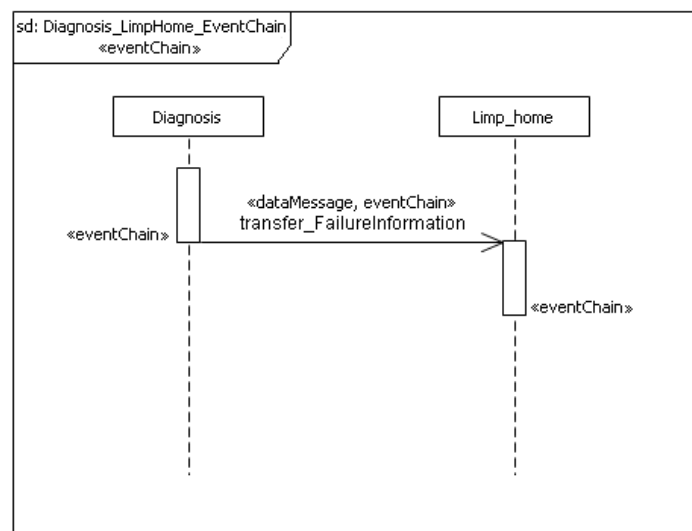 sd: Diagnosis_LimpHome_EventChain
«eventChain»
Diagnosis
Limp_home
«dataMessage, eventChain»
transfer_FailureInformation
«eventChain»
«eventChain»